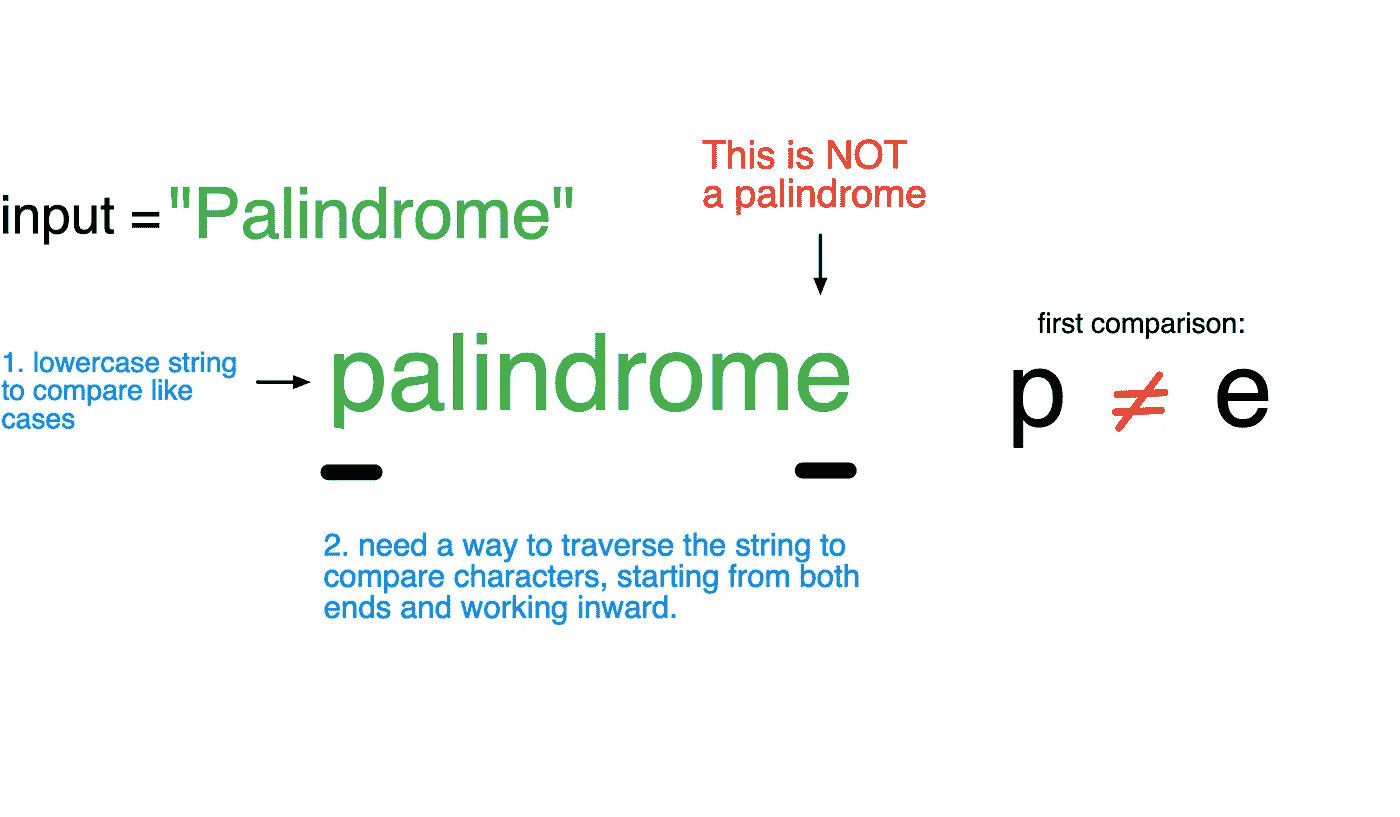 This is NOT
a palindrome
input = "Palindrome"
first comparison:
1. lowercase string
to compare like
cases
palindrome
p ≠ e
2. need a way to traverse the string to
compare characters, starting from both
ends and working inward.